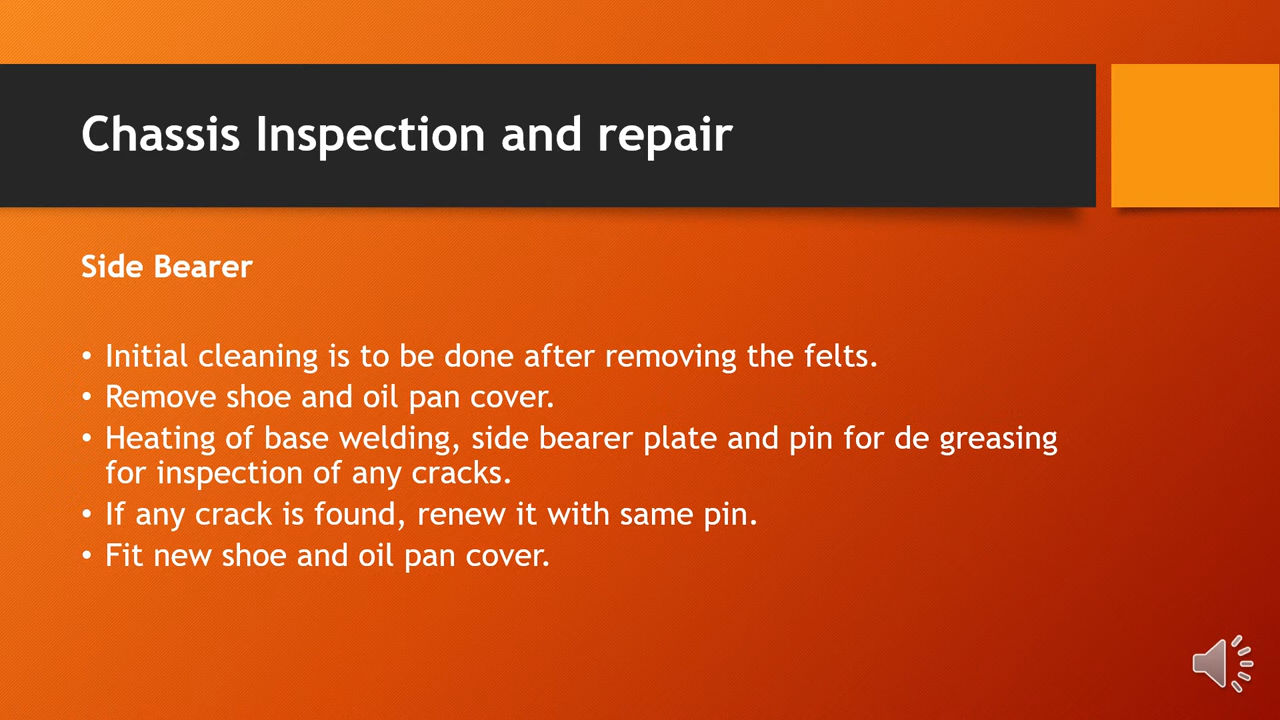 Chassis Inspection and repair
Side Bearer
• Initial cleaning is to be done after removing the felts.
• Remove shoe and oil pan cover.
• Heating of base welding, side bearer plate and pin for de greasing
for inspection of any cracks.
• If any crack is found, renew it with same pin.
• Fit new shoe and oil pan cover.